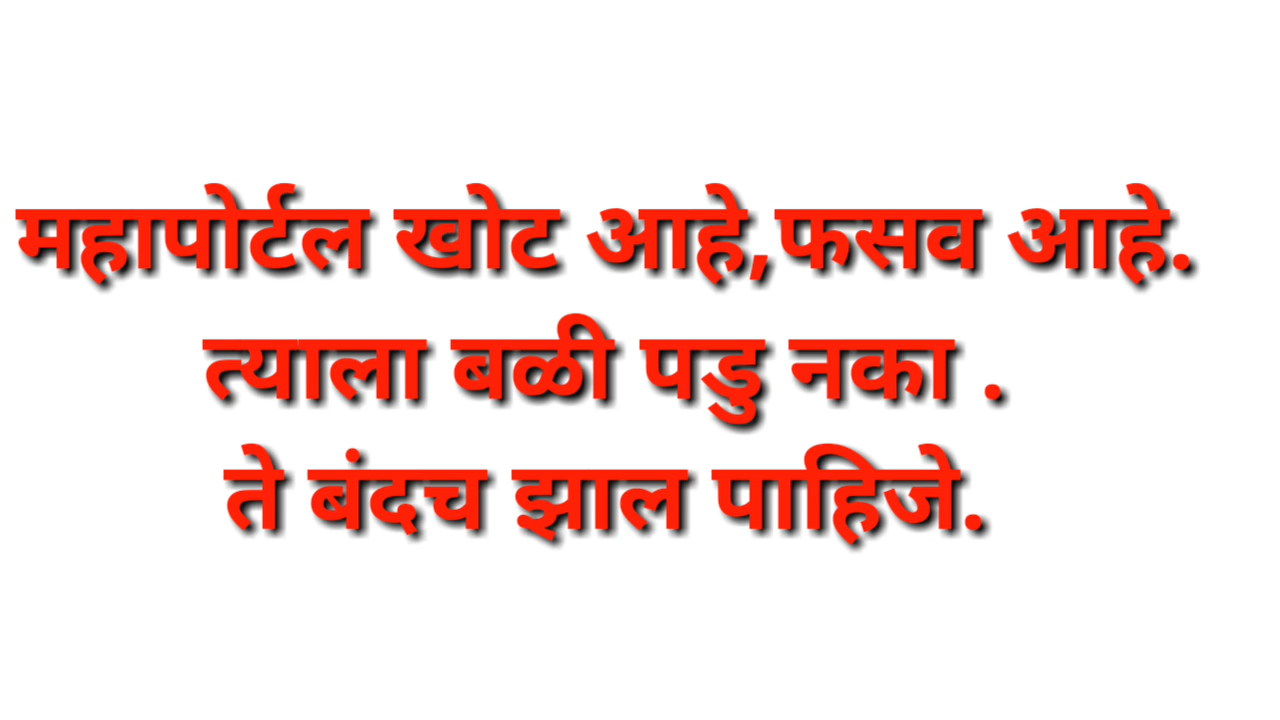 महापोर्टल खोट आहे,फसव आहे.
त्याला बळी पडु नका .
ते बंदच झाल पाहिजे.